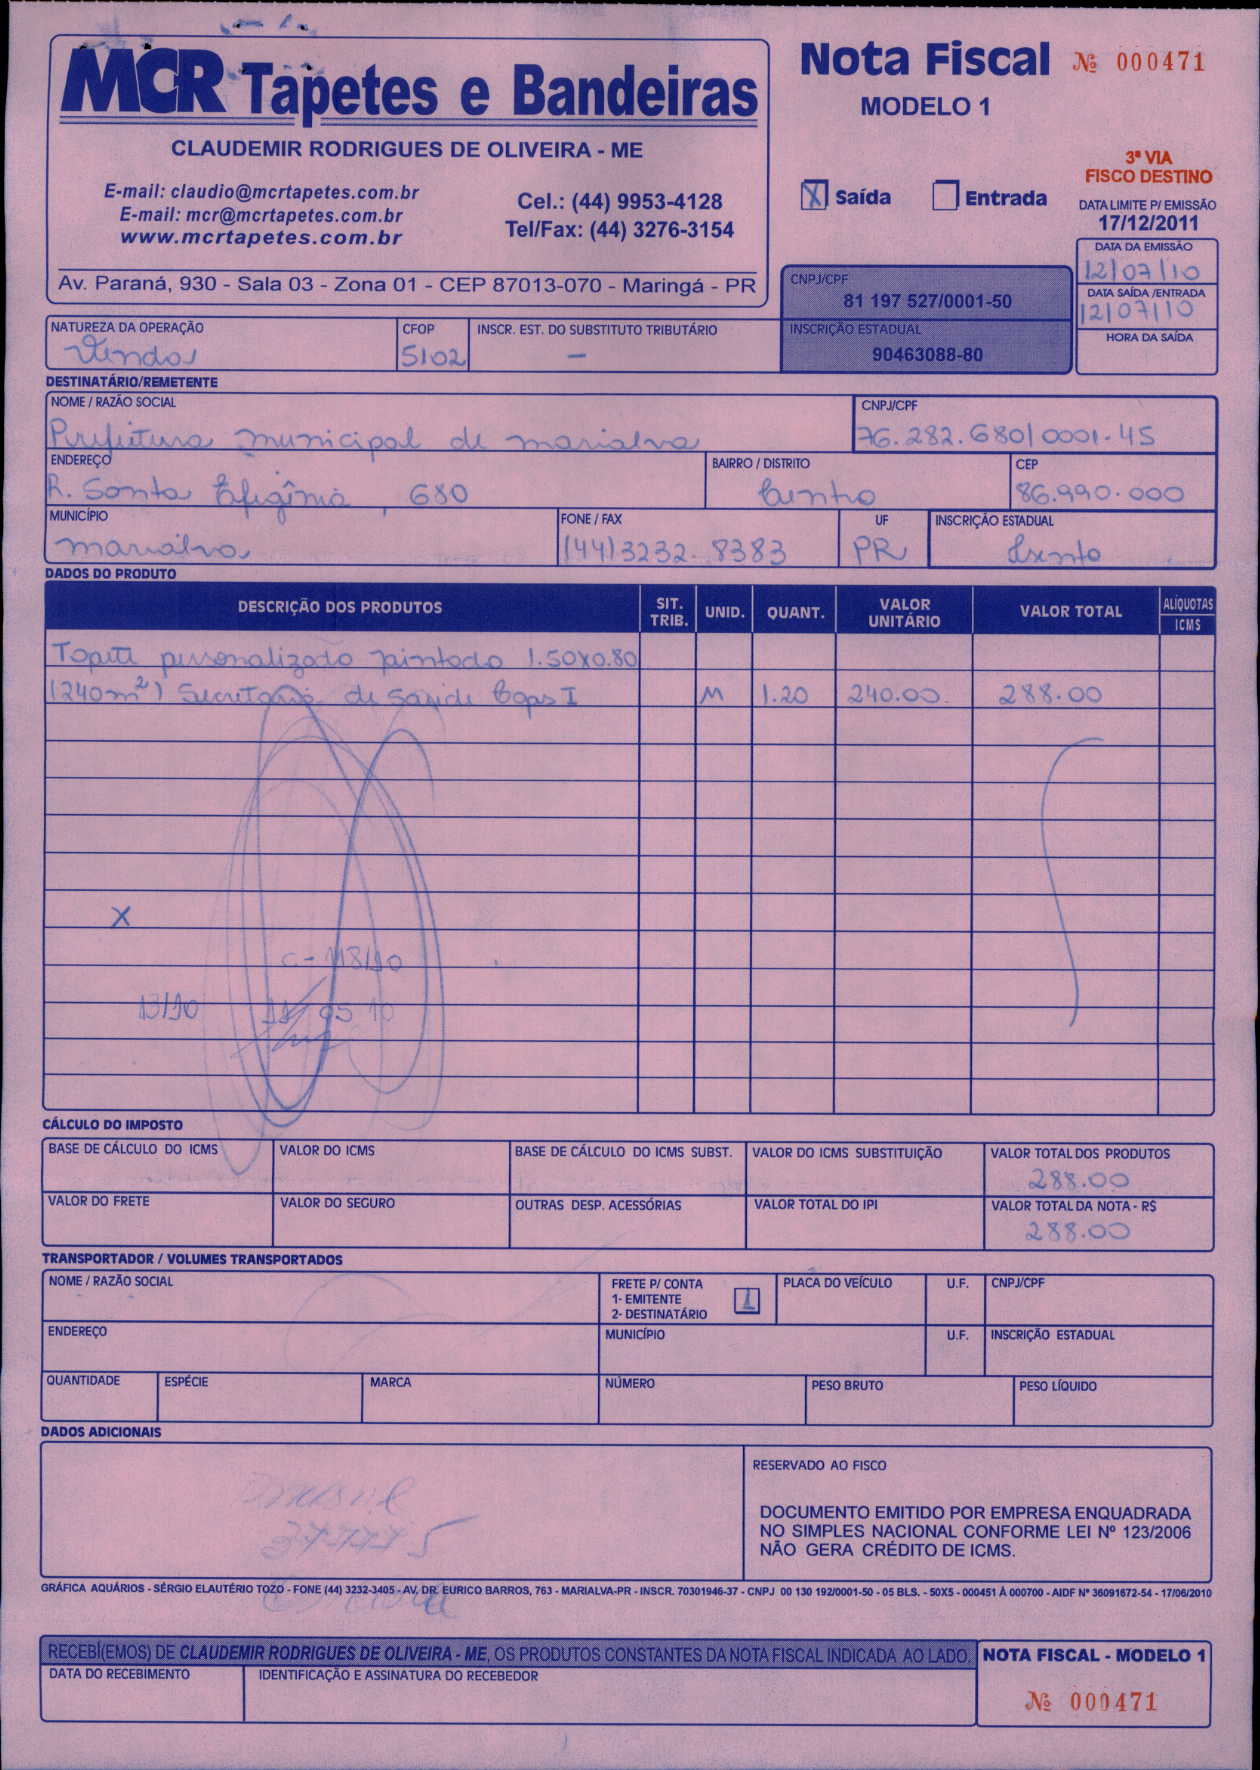 MCR Tapetes e Bandeiras
CLAUDEMIR RODRIGUES DE OLIVEIRA - ME
E-mail: claudio@mcrtapetes.com.br
E-mail: mcr@mcrtapetes.com.br
www.mcrtapetes.com.br
Cel.: (44) 9953-4128
Tel/Fax: (44) 3276-3154
Av. Paraná, 930 - Sala 03 - Zona 01 - CEP 87013-070 - Maringá - PR
Nota Fiscal Nº 000471
MODELO 1
3ª VIA
FISCO DESTINO
X Saída Entrada
DATA LIMITE P/ EMISSÃO
17/12/2011
DATA DA EMISSÃO
12/07/10
DATA SAÍDA /ENTRADA
12/07/10
HORA DA SAÍDA
CNPJ/CPF
81 197 527/0001-50
INSCRIÇÃO ESTADUAL
90463088-80
NATUREZA DA OPERAÇÃO CFOP INSCR. EST. DO SUBSTITUTO TRIBUTÁRIO
Venda 5102 -
DESTINATÁRIO/REMETENTE
NOME / RAZÃO SOCIAL CNPJ/CPF
Prefeitura municipal de marialva 76.282.680/0001-45
ENDEREÇO BAIRRO / DISTRITO CEP
R. Santa Efigênia, 680 Centro 86.990.000
MUNICÍPIO FONE / FAX UF INSCRIÇÃO ESTADUAL
marialva (44) 3232-8383 PR Isento
DADOS DO PRODUTO
DESCRIÇÃO DOS PRODUTOS SIT. TRIB. UNID. QUANT. VALOR UNITÁRIO VALOR TOTAL ALÍQUOTAS ICMS
Tapete personalizado pintado 1.50x0.80
(240m²) Secretaria de Saúde Caps I M 1.20 240.00 288.00
X
C-118/10
13/10 11 05 10
CÁLCULO DO IMPOSTO
BASE DE CÁLCULO DO ICMS VALOR DO ICMS BASE DE CÁLCULO DO ICMS SUBST. VALOR DO ICMS SUBSTITUIÇÃO VALOR TOTAL DOS PRODUTOS
288.00
VALOR DO FRETE VALOR DO SEGURO OUTRAS DESP. ACESSÓRIAS VALOR TOTAL DO IPI VALOR TOTAL DA NOTA - R$
288.00
TRANSPORTADOR / VOLUMES TRANSPORTADOS
NOME / RAZÃO SOCIAL FRETE P/ CONTA 1- EMITENTE 2- DESTINATÁRIO 1 PLACA DO VEÍCULO U.F. CNPJ/CPF
ENDEREÇO MUNICÍPIO U.F. INSCRIÇÃO ESTADUAL
QUANTIDADE ESPÉCIE MARCA NÚMERO PESO BRUTO PESO LÍQUIDO
DADOS ADICIONAIS
RESERVADO AO FISCO
DOCUMENTO EMITIDO POR EMPRESA ENQUADRADA
NO SIMPLES NACIONAL CONFORME LEI Nº 123/2006
NÃO GERA CRÉDITO DE ICMS.
GRÁFICA AQUÁRIOS - SÉRGIO ELAUTÉRIO TOZO - FONE (44) 3232-3405 - AV. DR. EURICO BARROS, 763 - MARIALVA-PR - INSCR. 70301946-37 - CNPJ 00 130 192/0001-50 - 05 BLS. - 50X5 - 000451 À 000700 - AIDF Nº 36091672-54 - 17/06/2010
RECEBÍ(EMOS) DE CLAUDEMIR RODRIGUES DE OLIVEIRA - ME, OS PRODUTOS CONSTANTES DA NOTA FISCAL INDICADA AO LADO.
DATA DO RECEBIMENTO IDENTIFICAÇÃO E ASSINATURA DO RECEBEDOR
NOTA FISCAL - MODELO 1
Nº 000471